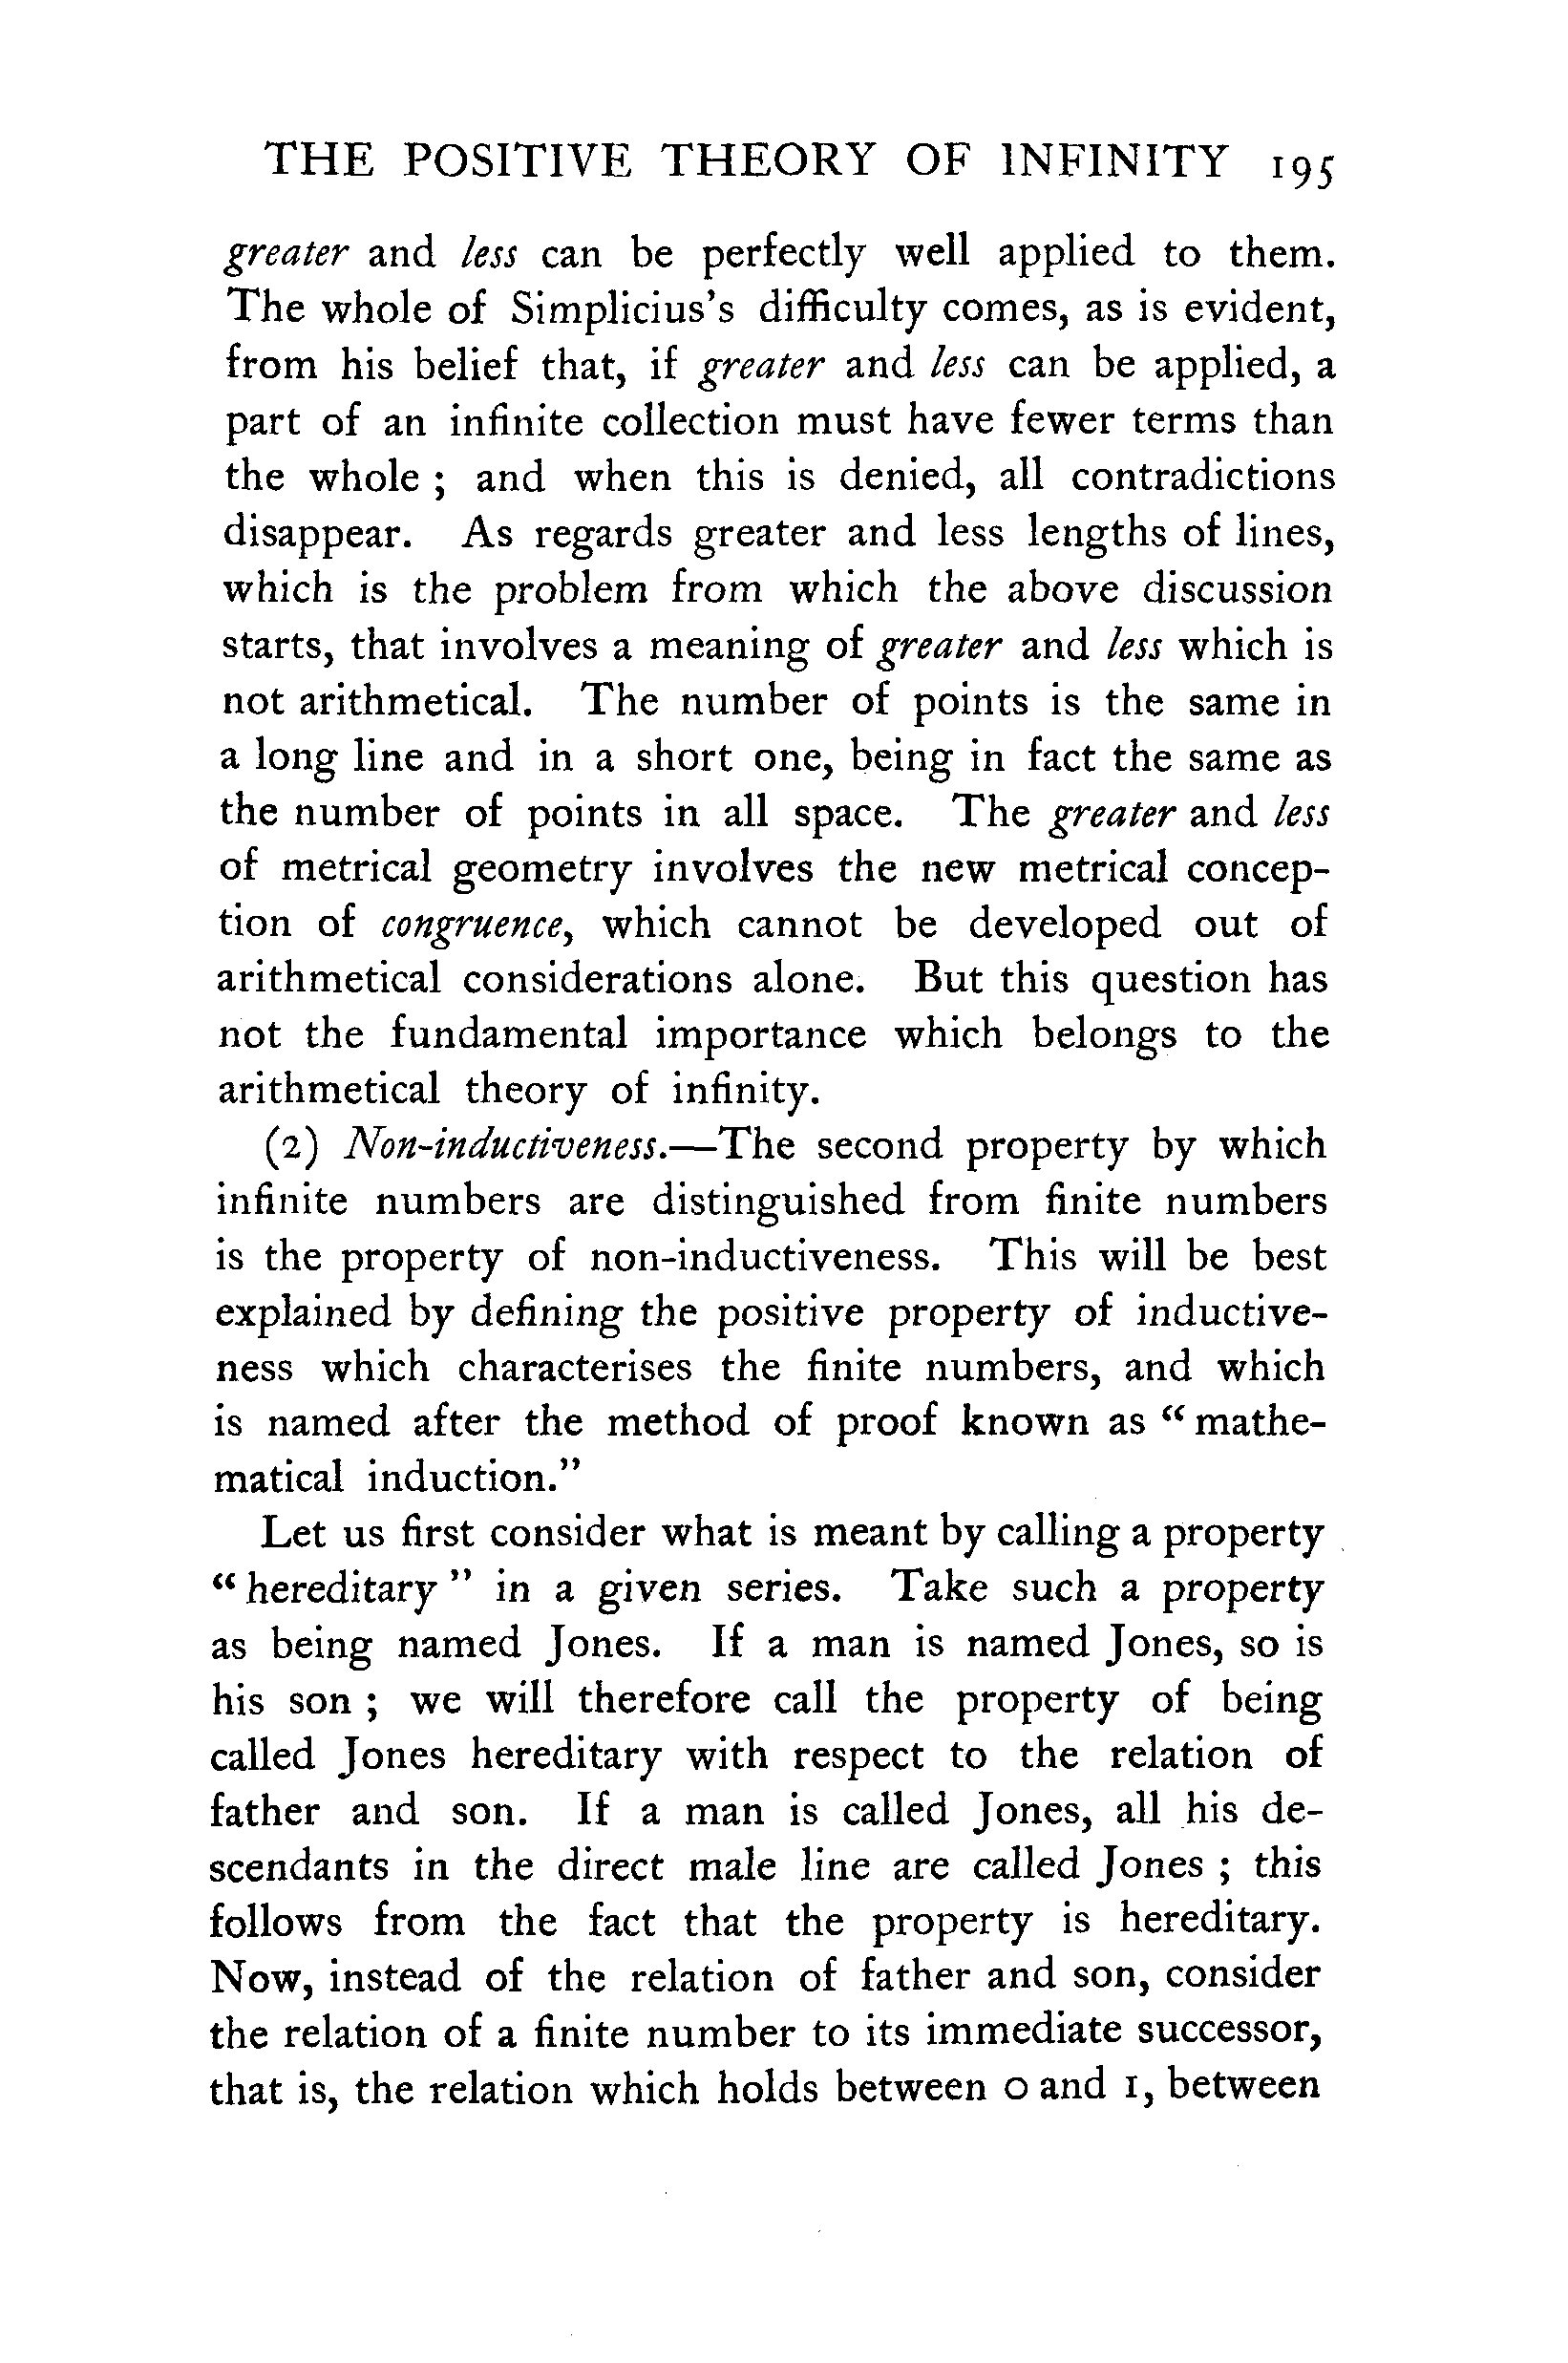 THE POSITIVE THEORY OF INFINITY 195
greater and less can be perfectly well applied to them.
The whole of Simplicius's difficulty comes, as is evident,
from his belief that, if greater and less can be applied, a
part of an infinite collection must have fewer terms than
the whole ; and when this is denied, all contradictions
disappear. As regards greater and less lengths of lines,
which is the problem from which the above discussion
starts, that involves a meaning of greater and less which is
not arithmetical. The number of points is the same in
a long line and in a short one, being in fact the same as
the number of points in all space. The greater and less
of metrical geometry involves the new metrical concep-
tion of congruence, which cannot be developed out of
arithmetical considerations alone. But this question has
not the fundamental importance which belongs to the
arithmetical theory of infinity.
(2) Non-inductiveness.—The second property by which
infinite numbers are distinguished from finite numbers
is the property of non-inductiveness. This will be best
explained by defining the positive property of inductive-
ness which characterises the finite numbers, and which
is named after the method of proof known as “ mathe-
matical induction.”
Let us first consider what is meant by calling a property
“ hereditary ” in a given series. Take such a property
as being named Jones. If a man is named Jones, so is
his son ; we will therefore call the property of being
called Jones hereditary with respect to the relation of
father and son. If a man is called Jones, all his de-
scendants in the direct male line are called Jones ; this
follows from the fact that the property is hereditary.
Now, instead of the relation of father and son, consider
the relation of a finite number to its immediate successor,
that is, the relation which holds between 0 and 1, between